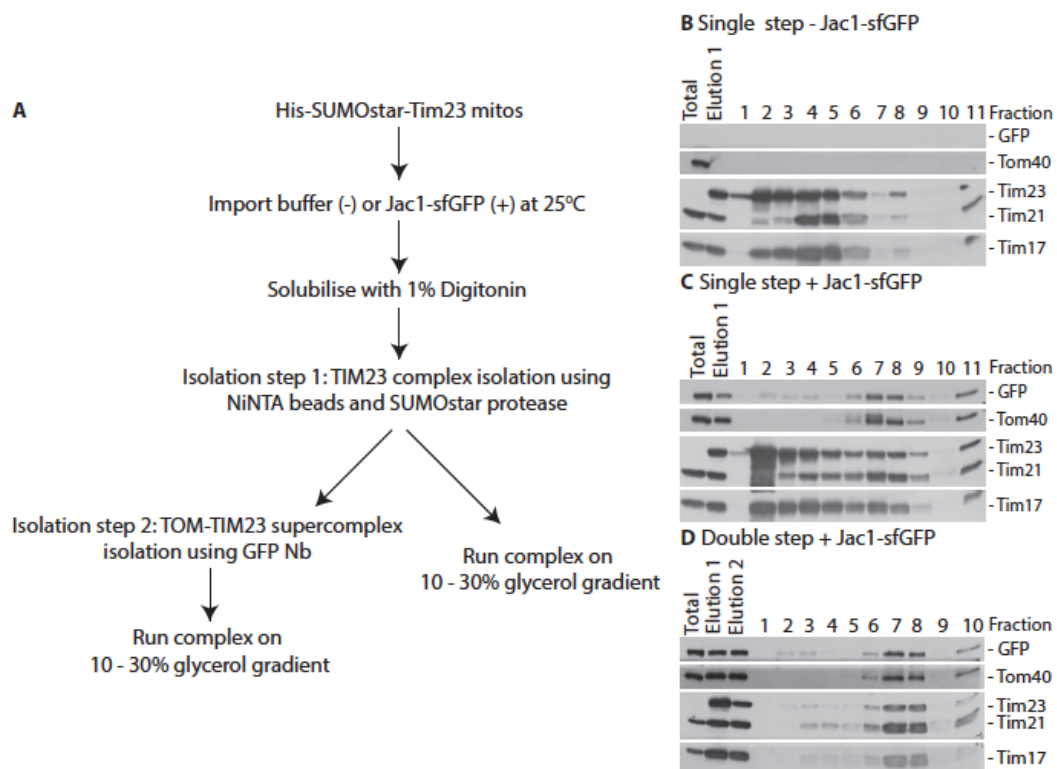 A
His-SUMOstar-Tim23 mitos
Import buffer (-) or Jac1-sfGFP (+) at 25ºC
Solubilise with 1% Digitonin
Isolation step 1: TIM23 complex isolation using
NiNTA beads and SUMOstar protease
Isolation step 2: TOM-TIM23 supercomplex
isolation using GFP Nb
Run complex on
10 - 30% glycerol gradient
Run complex on
10 - 30% glycerol gradient
B Single step - Jac1-sfGFP
Total
Elution 1
1 2 3 4 5 6 7 8 9 10 11 Fraction
- GFP
- Tom40
- Tim23
- Tim21
- Tim17
C Single step + Jac1-sfGFP
Total
Elution 1
1 2 3 4 5 6 7 8 9 10 11 Fraction
- GFP
- Tom40
- Tim23
- Tim21
- Tim17
D Double step + Jac1-sfGFP
Total
Elution 1
Elution 2
1 2 3 4 5 6 7 8 9 10 Fraction
- GFP
- Tom40
- Tim23
- Tim21
- Tim17